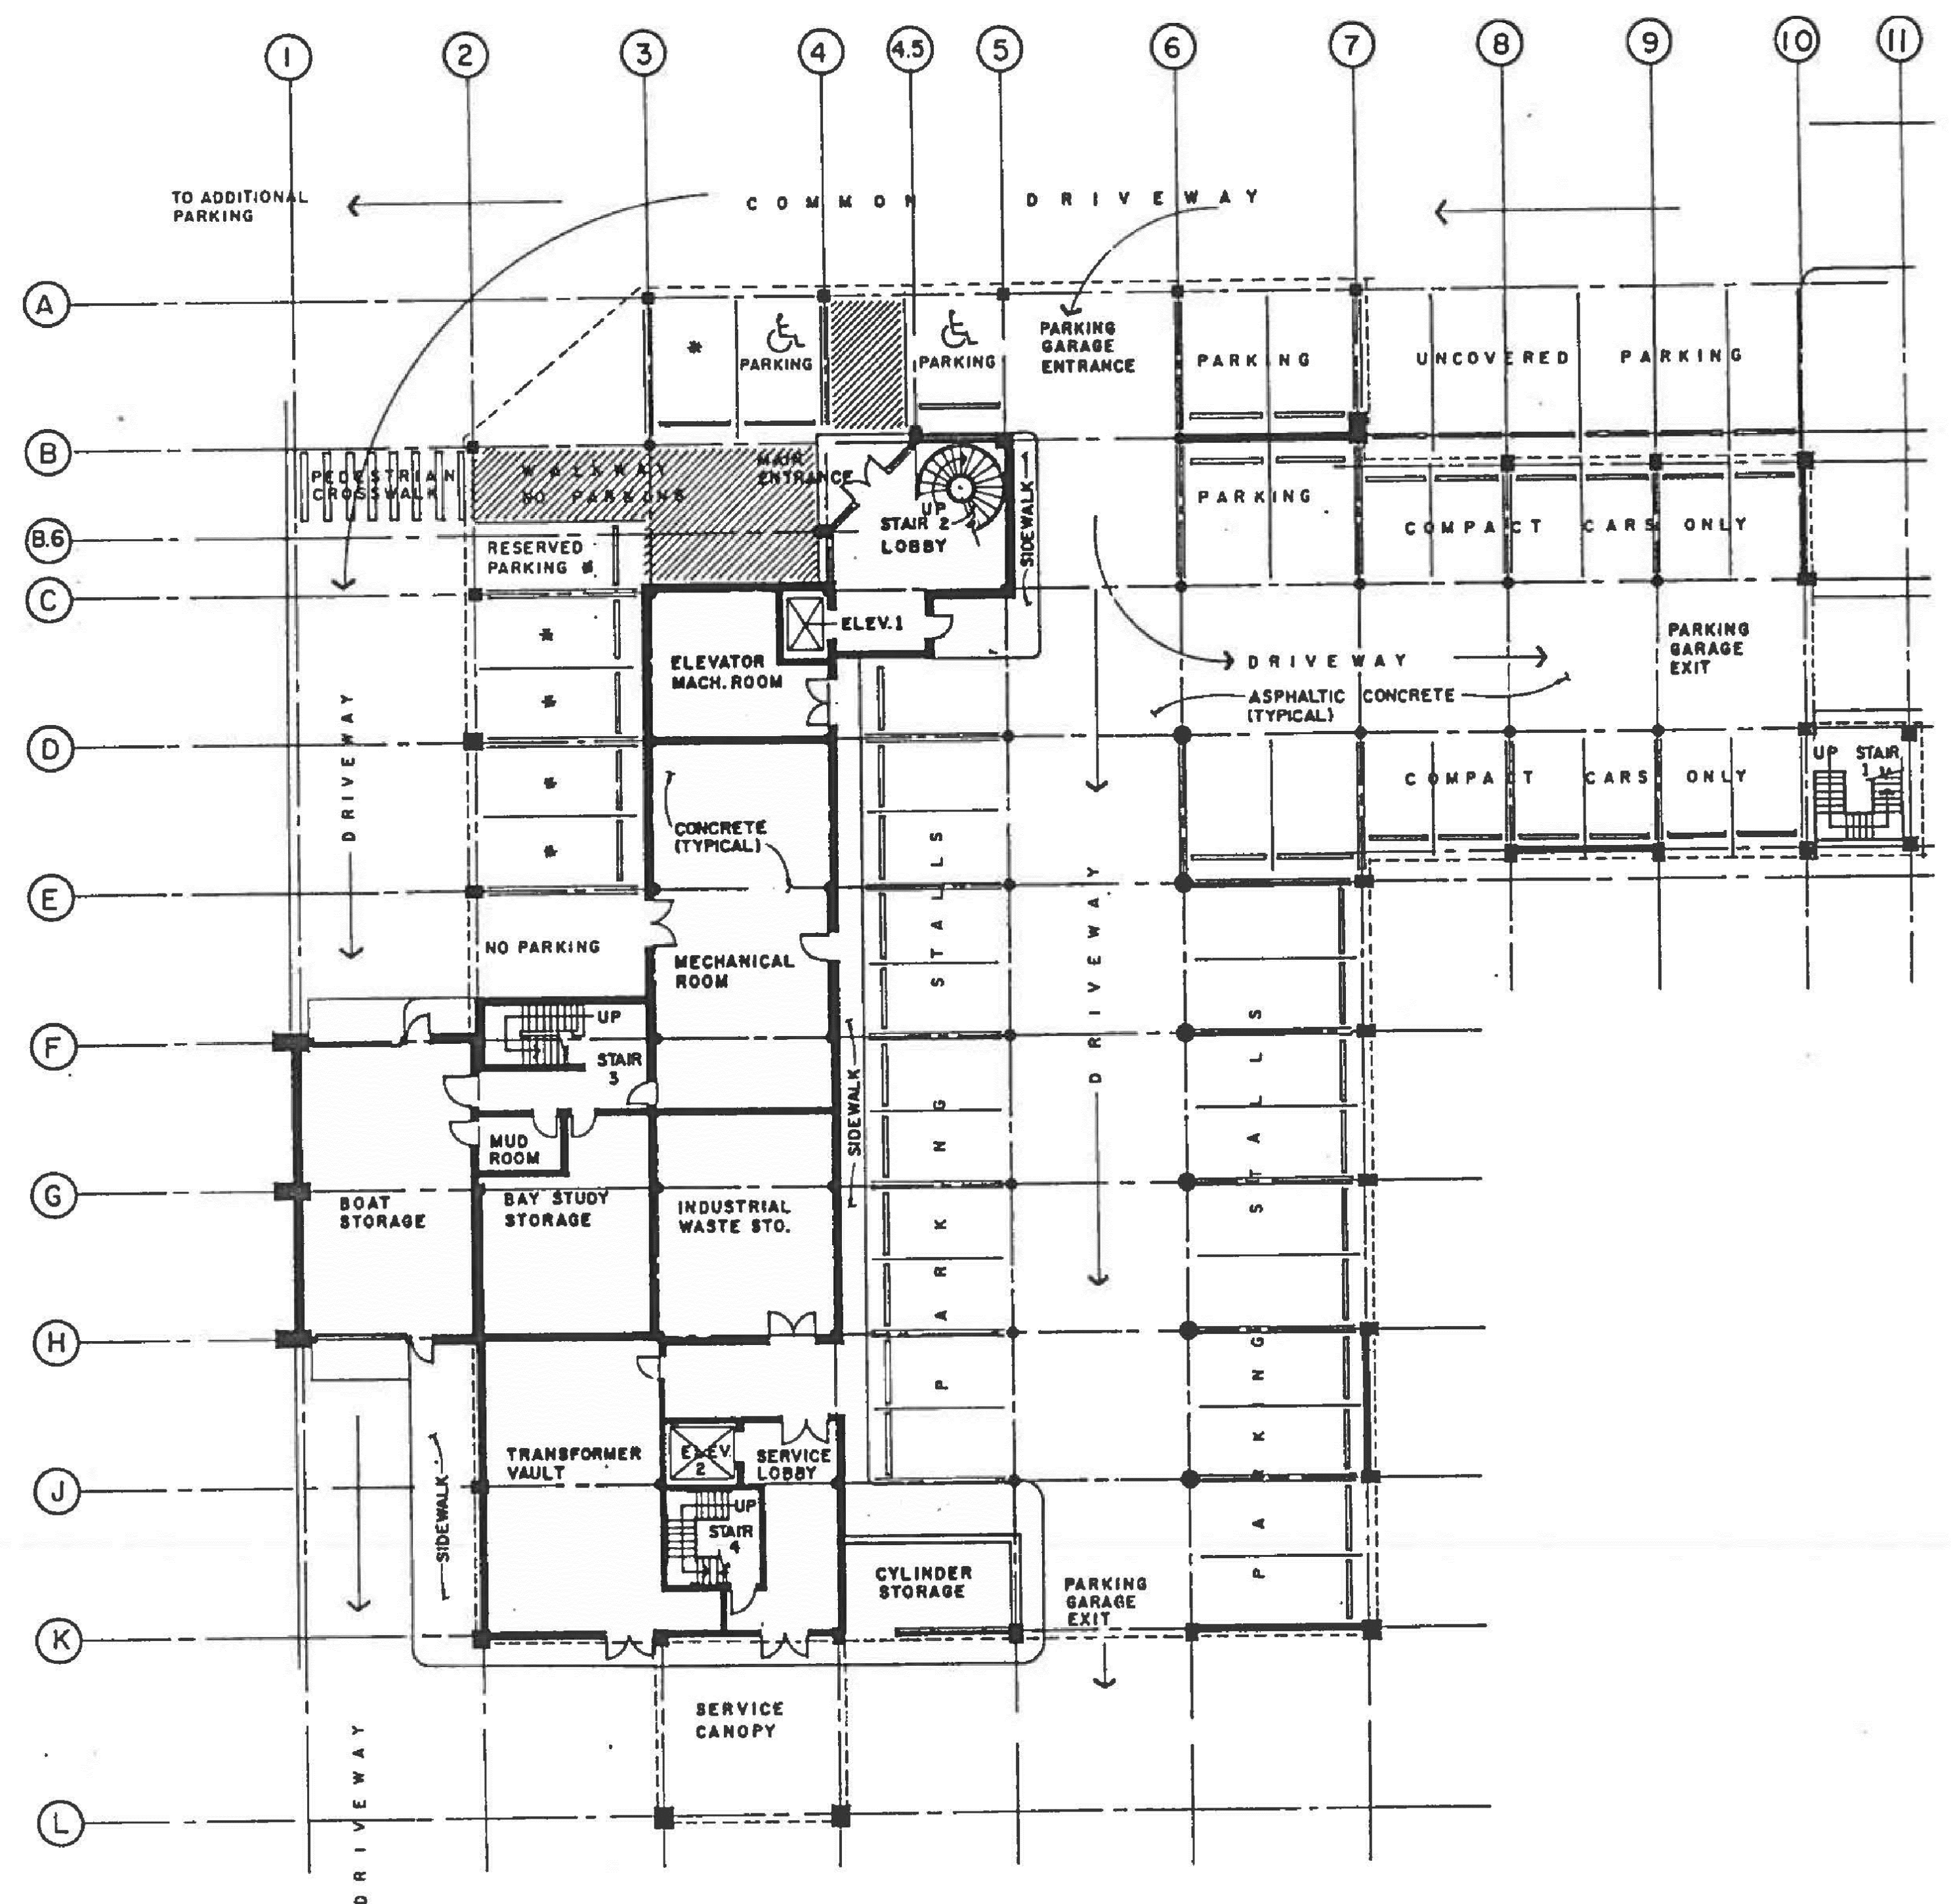 1
2
3
4
4.5
5
6
7
8
9
10
11
TO ADDITIONAL
PARKING
COMMON DRIVEWAY
A
*
PARKING
PARKING
PARKING
GARAGE
ENTRANCE
PARKING
UNCOVERED PARKING
B
PEDESTRIAN
CROSSWALK
WALKWAY
NO PARKING
MAIN
ENTRANCE
UP
STAIR 2
LOBBY
SIDEWALK
PARKING
COMPACT CARS ONLY
B.6
RESERVED
PARKING *
C
ELEV. 1
ELEVATOR
MACH. ROOM
*
*
*
*
DRIVEWAY
DRIVEWAY
ASPHALTIC CONCRETE
(TYPICAL)
PARKING
GARAGE
EXIT
D
UP STAIR
1
COMPACT CARS ONLY
CONCRETE
(TYPICAL)
E
NO PARKING
MECHANICAL
ROOM
PARKING STALLS
DRIVEWAY
PARKING STALLS
F
UP
STAIR
3
SIDEWALK
MUD
ROOM
G
BOAT
STORAGE
BAY STUDY
STORAGE
INDUSTRIAL
WASTE STO.
H
TRANSFORMER
VAULT
ELEV.
2
SERVICE
LOBBY
J
SIDEWALK
UP
STAIR
4
CYLINDER
STORAGE
PARKING
GARAGE
EXIT
K
SERVICE
CANOPY
DRIVEWAY
L